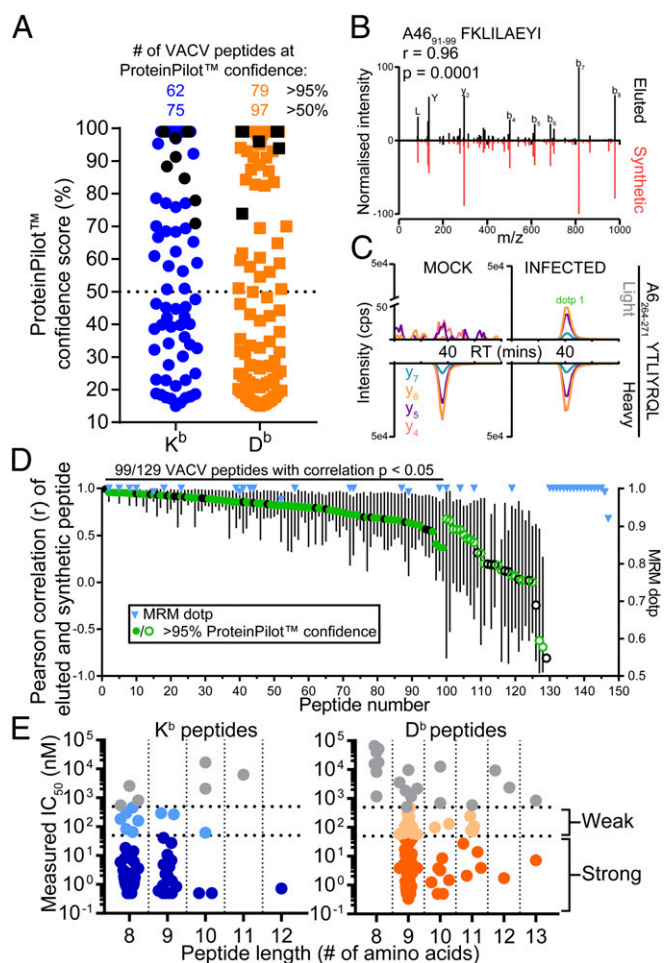 A
# of VACV peptides at
ProteinPilot™ confidence:
62 79 >95%
75 97 >50%
ProteinPilot™
confidence score (%)
100
90
80
70
60
50
40
30
20
10
Kᵇ Dᵇ
B
A46₉₁₋₉₉ FKLILAEYI
r = 0.96
p = 0.0001
Normalised intensity
100
0
-100
L
Y
y₂
b₄
b₅
b₆
b₇
b₈
Eluted
Synthetic
0 200 400 600 800 1000
m/z
C
MOCK INFECTED
Intensity (cps)
5e4 5e4
50
dotp 1
40 RT (mins) 40
y₇
y₆
y₅
y₄
5e4 5e4
Light
Heavy
A6₂₆₄₋₂₇₁ YTLIYRQL
D
99/129 VACV peptides with correlation p < 0.05
Pearson correlation (r) of
eluted and synthetic peptide
1.0
0.5
0.0
-0.5
-1.0
MRM dotp
>95% ProteinPilot™ confidence
0 10 20 30 40 50 60 70 80 90 100 110 120 130 140 150
Peptide number
1.0
0.9
0.8
0.7
0.6
0.5
MRM dotp
E
Kᵇ peptides Dᵇ peptides
Measured IC₅₀ (nM)
10⁵
10⁴
10³
10²
10¹
10⁰
10⁻¹
8 9 10 11 12
10⁵
10⁴
10³
10²
10¹
10⁰
10⁻¹
8 9 10 11 12 13
Weak
Strong
Peptide length (# of amino acids)